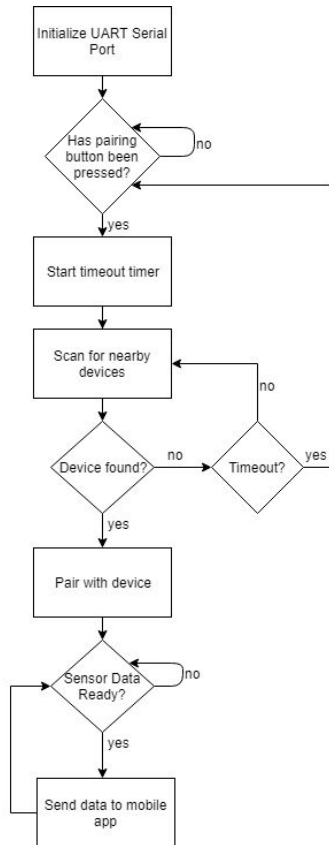 Initialize UART Serial
Port
Has pairing
button been
pressed?
no
yes
Start timeout timer
Scan for nearby
devices
no
Device found?
no
Timeout?
yes
yes
Pair with device
Sensor Data
Ready?
no
yes
Send data to mobile
app